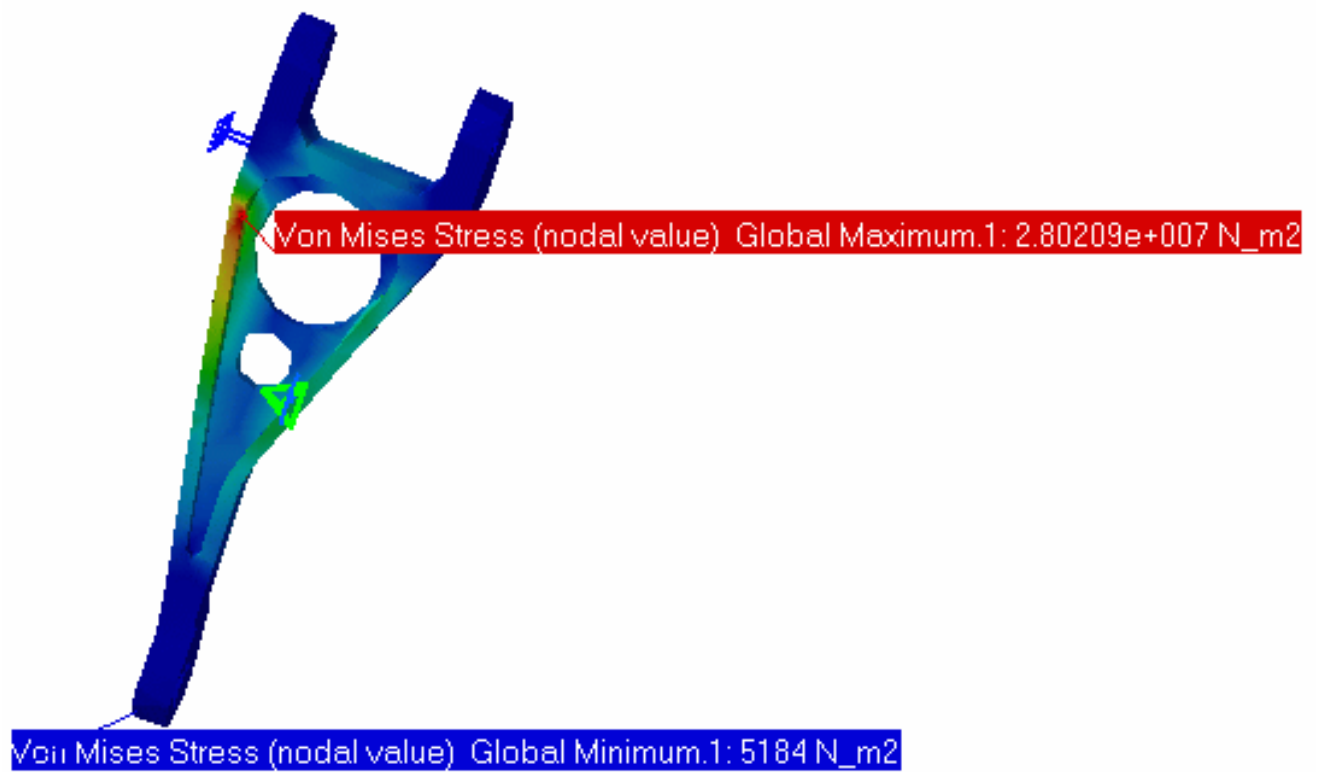 Von Mises Stress (nodal value) Global Maximum.1: 2.80209e+007 N_m2
Von Mises Stress (nodal value) Global Minimum.1: 5184 N_m2